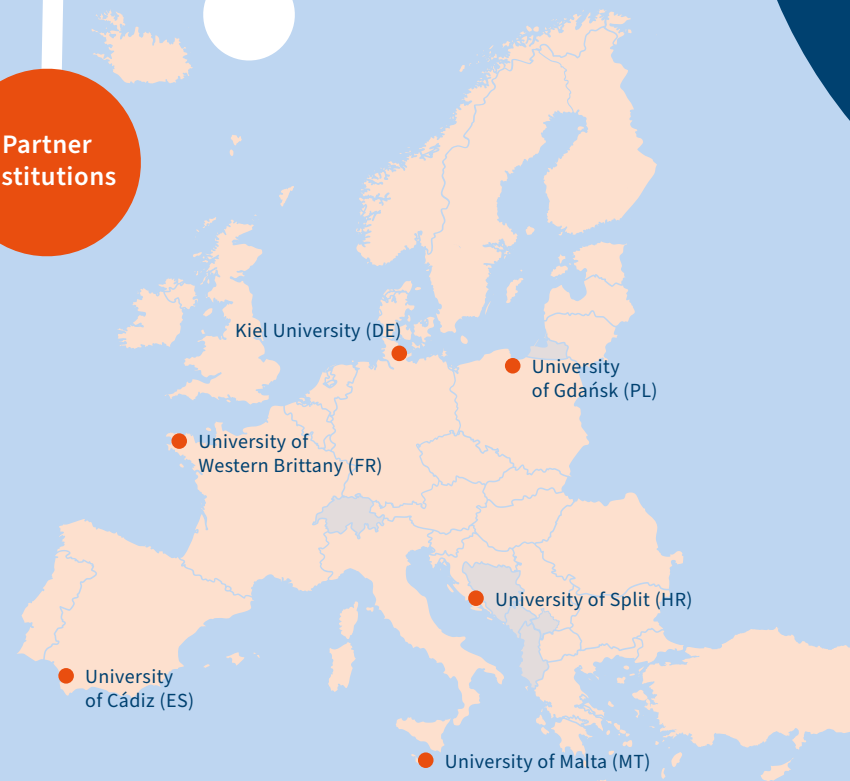 Partner
stitutions
Kiel University (DE)
University
of Gdańsk (PL)
University of
Western Brittany (FR)
University of Split (HR)
University
of Cádiz (ES)
University of Malta (MT)